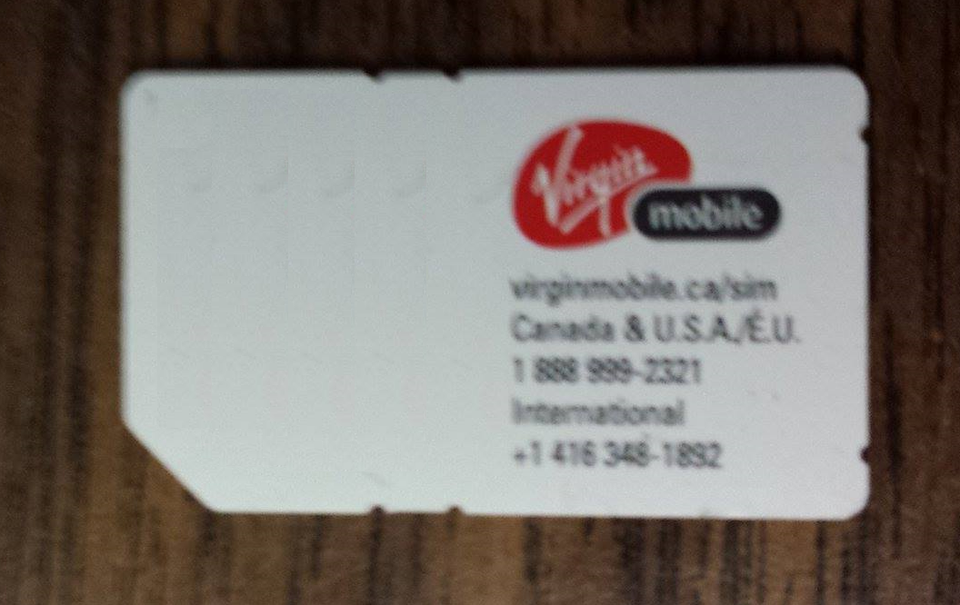 Virgin
mobile
virginmobile.ca/sim
Canada & U.S.A./É.U.
1 888 999-2321
International
+1 416 348-1892